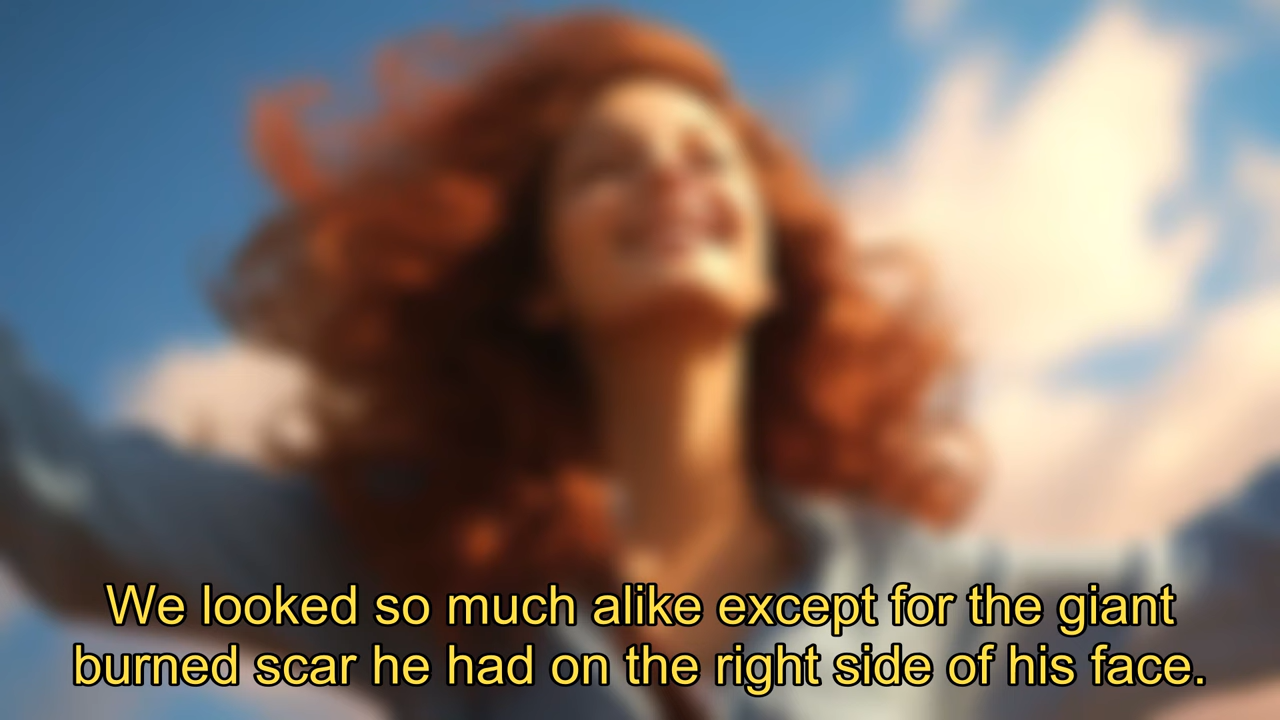 We looked so much alike except for the giant
burned scar he had on the right side of his face.